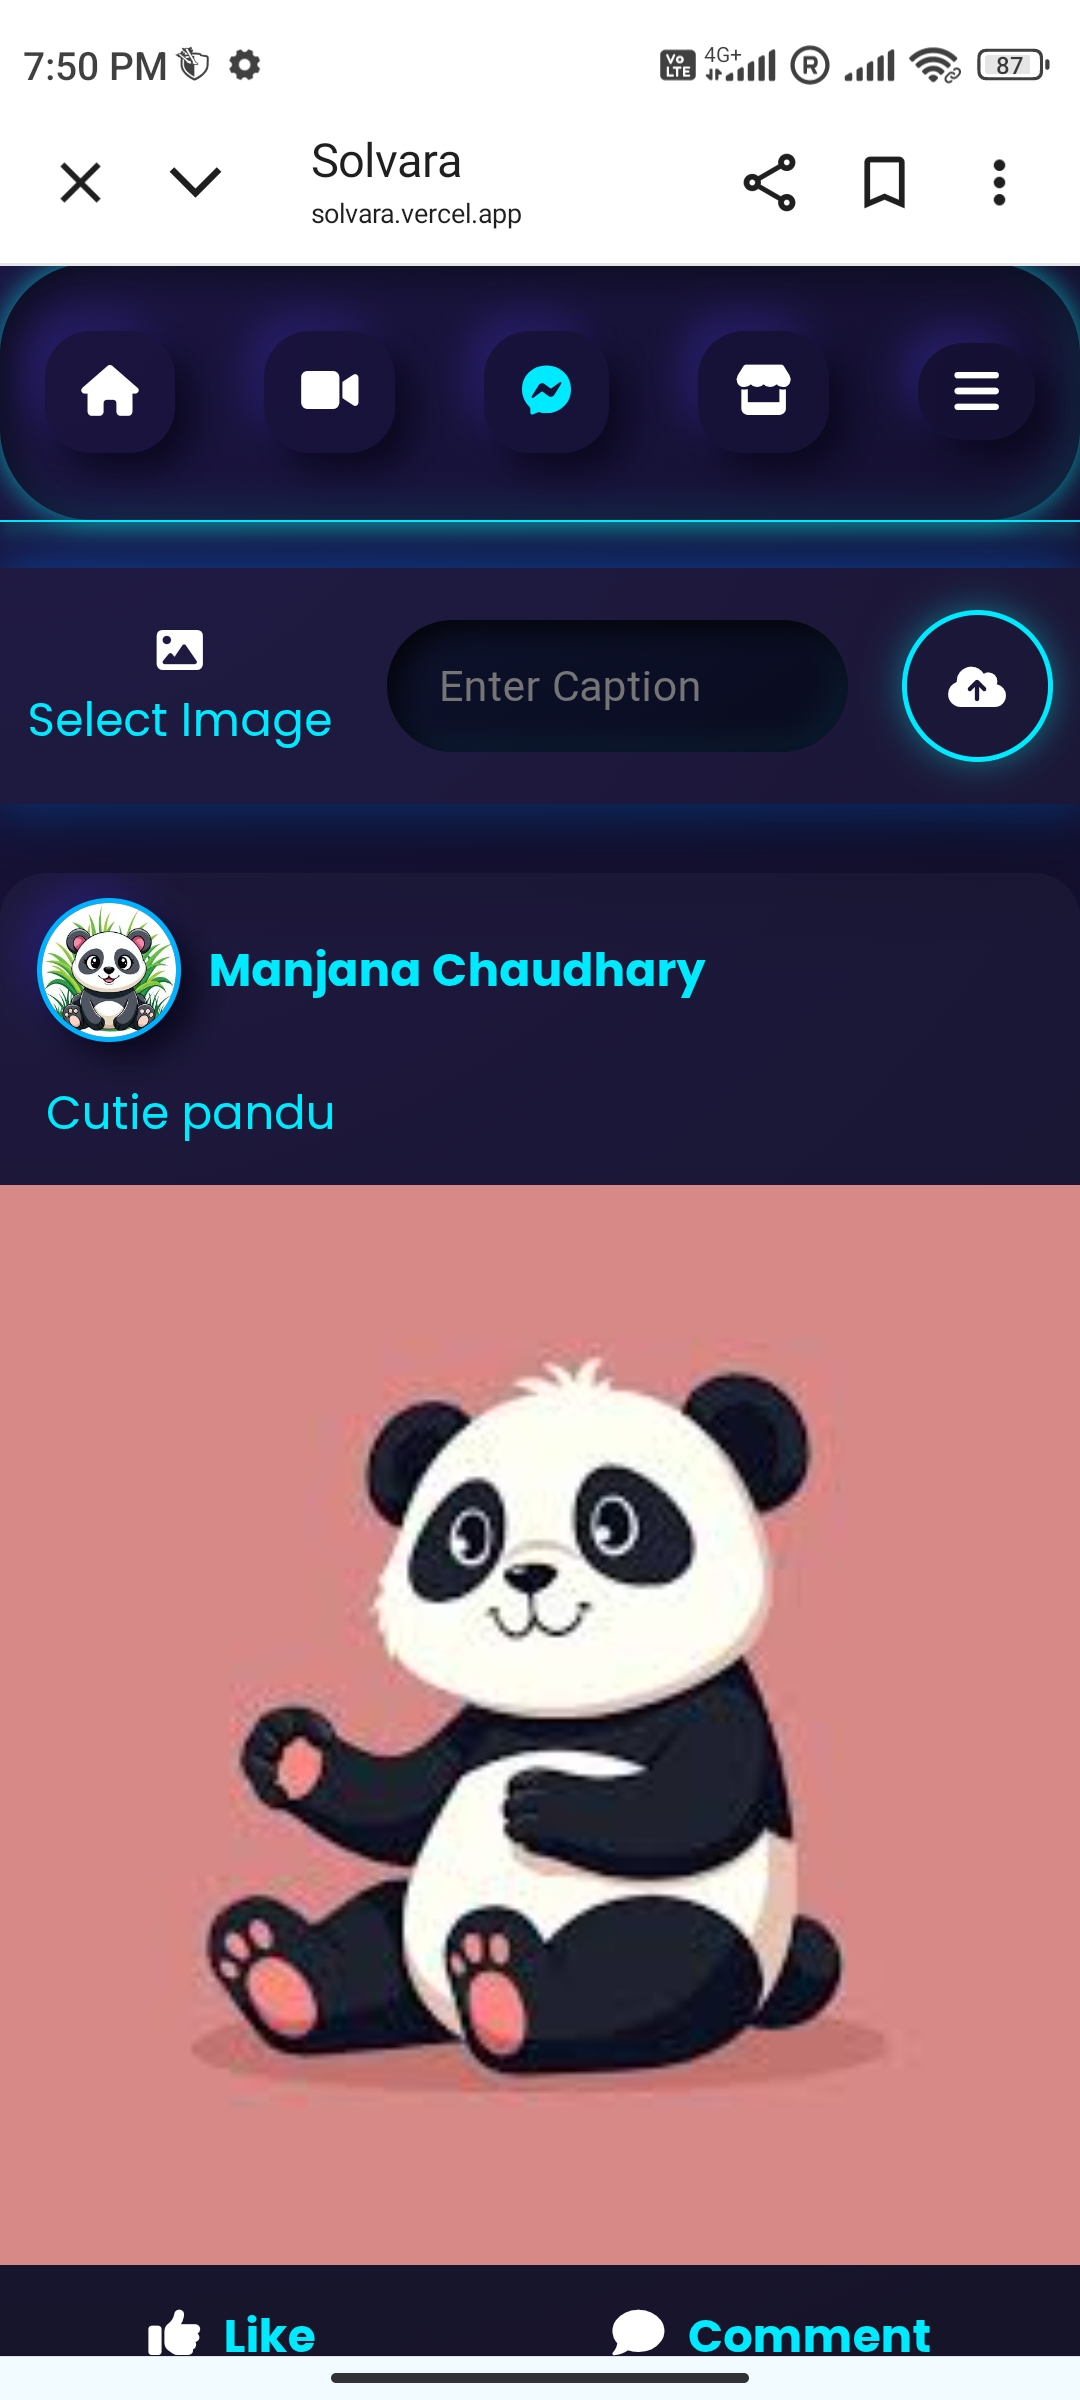 7:50 PM
Vo LTE 4G+ R 87
Solvara
solvara.vercel.app
Enter Caption
Select Image
Manjana Chaudhary
Cutie pandu
Like Comment